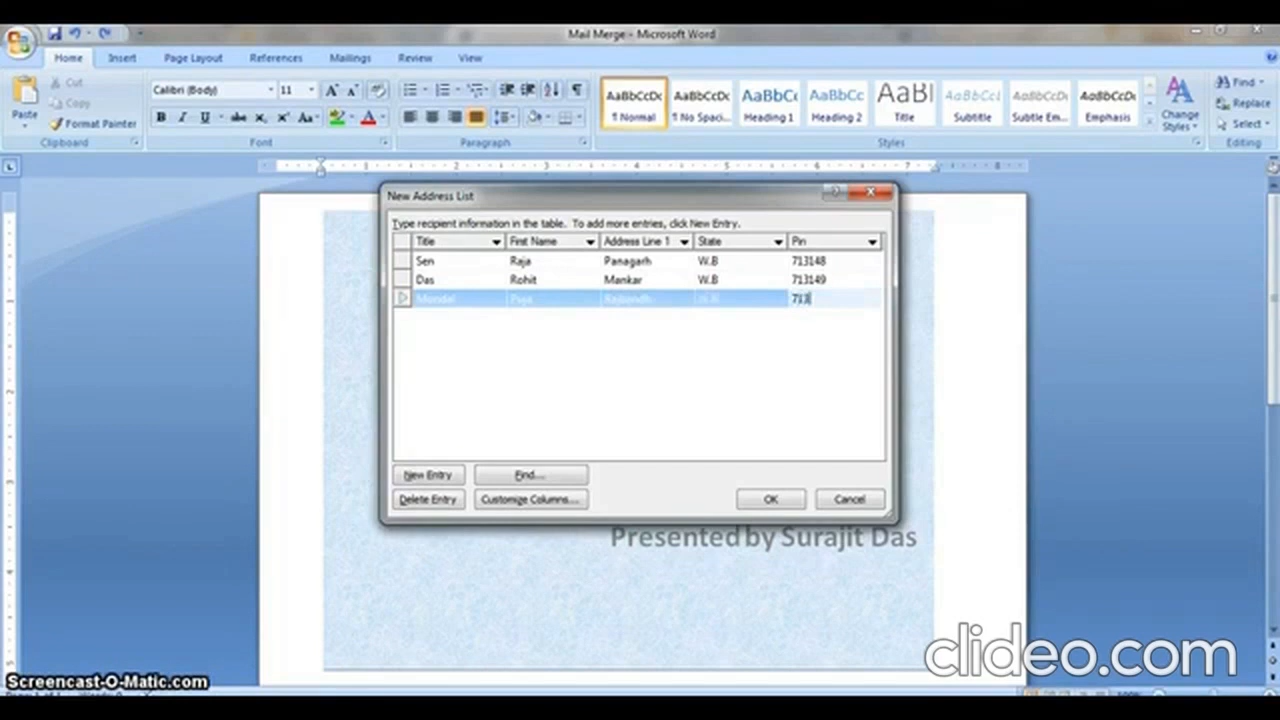 Mail Merge - Microsoft Word
Home Insert Page Layout References Mailings Review View
Cut
Copy
Paste
Format Painter
Calibri (Body) 11
AaBbCcDc AaBbCcDc AaBbCc AaBbCc AaBl AaBbCcL AaBbCcDc AaBbCcDc
¶ Normal ¶ No Spaci... Heading 1 Heading 2 Title Subtitle Subtle Em... Emphasis
Change Styles
Find
Replace
Select
Clipboard Font Paragraph Styles Editing
New Address List
Type recipient information in the table. To add more entries, click New Entry.
Title First Name Address Line 1 State Pin
Sen Raja Panagarh W.B 713148
Das Rohit Mankar W.B 713149
Mondal Puja W.B 713
New Entry Find...
Delete Entry Customize Columns... OK Cancel
Presented by Surajit Das
clideo.com
Screencast-O-Matic.com